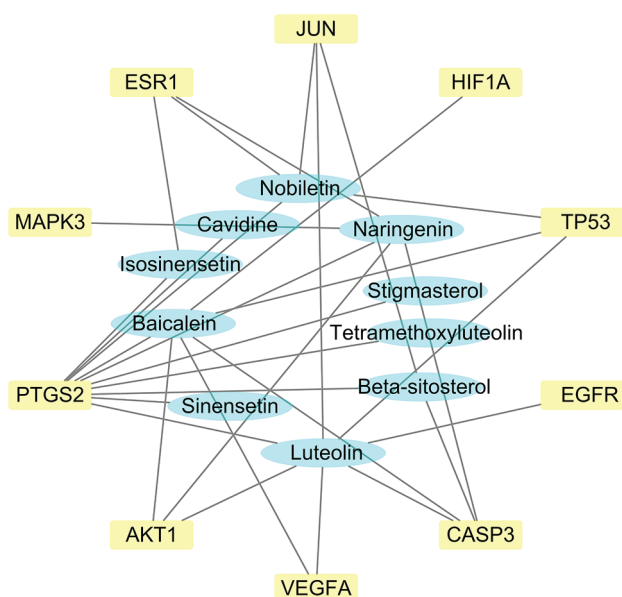 JUN
ESR1
HIF1A
Nobiletin
MAPK3
Cavidine
Naringenin
TP53
Isosinensetin
Stigmasterol
Baicalein
Tetramethoxyluteolin
PTGS2
Beta-sitosterol
EGFR
Sinensetin
Luteolin
AKT1
CASP3
VEGFA